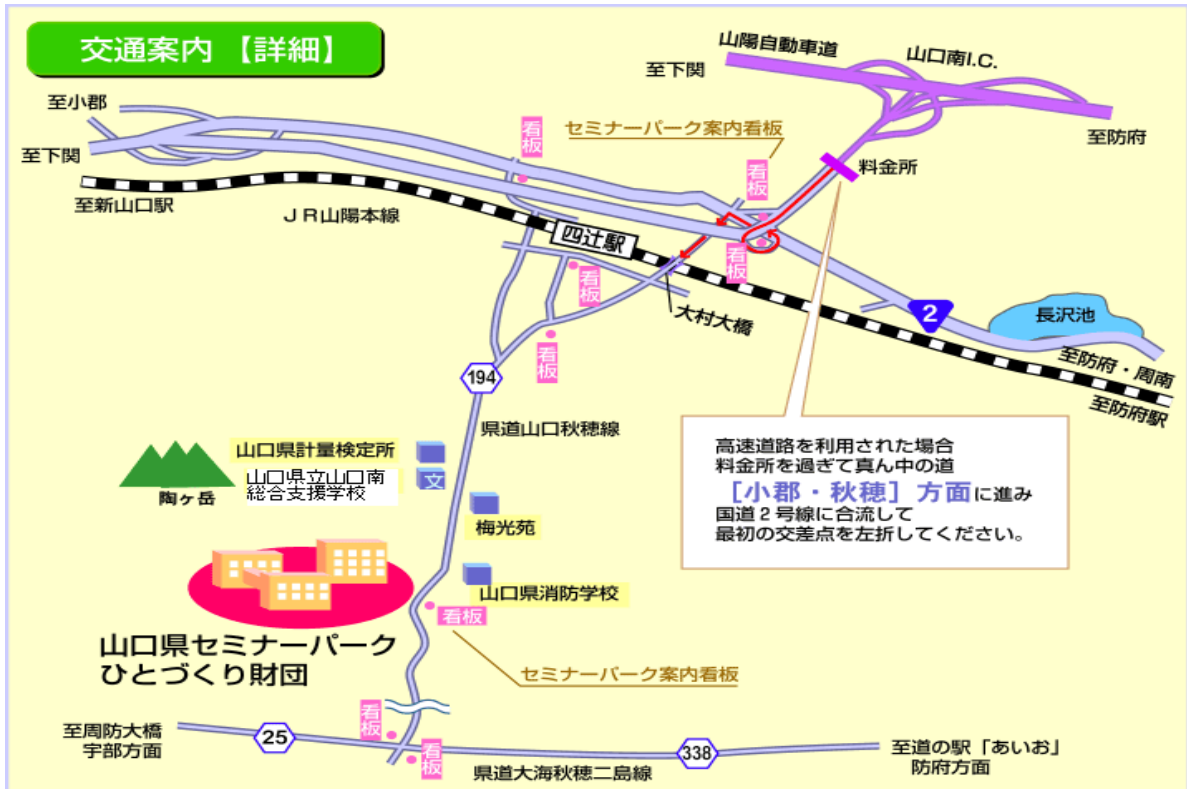 交通案内 【詳細】
山陽自動車道
山口南I.C.
至下関
至防府
至小郡
至下関
看板
セミナーパーク案内看板
看板
料金所
至新山口駅
ＪＲ山陽本線
四辻駅
看板
看板
大村大橋
2
長沢池
至防府・周南
至防府駅
看板
194
県道山口秋穂線
高速道路を利用された場合
料金所を過ぎて真ん中の道
［小郡・秋穂］方面に進み
国道２号線に合流して
最初の交差点を左折してください。
山口県計量検定所
山口県立山口南
総合支援学校
文
陶ヶ岳
梅光苑
山口県消防学校
看板
山口県セミナーパーク
ひとづくり財団
セミナーパーク案内看板
看板
至周防大橋
宇部方面
25
看板
338
県道大海秋穂二島線
至道の駅「あいお」
防府方面